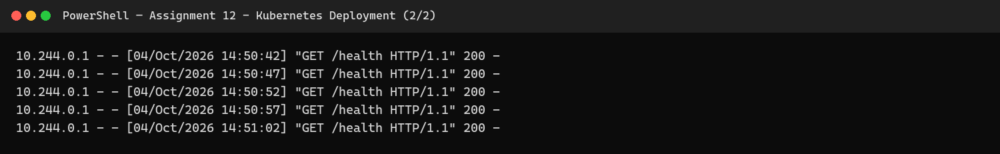 PowerShell — Assignment 12 - Kubernetes Deployment (2/2)
10.244.0.1 - - [04/Oct/2026 14:50:42] "GET /health HTTP/1.1" 200 -
10.244.0.1 - - [04/Oct/2026 14:50:47] "GET /health HTTP/1.1" 200 -
10.244.0.1 - - [04/Oct/2026 14:50:52] "GET /health HTTP/1.1" 200 -
10.244.0.1 - - [04/Oct/2026 14:50:57] "GET /health HTTP/1.1" 200 -
10.244.0.1 - - [04/Oct/2026 14:51:02] "GET /health HTTP/1.1" 200 -